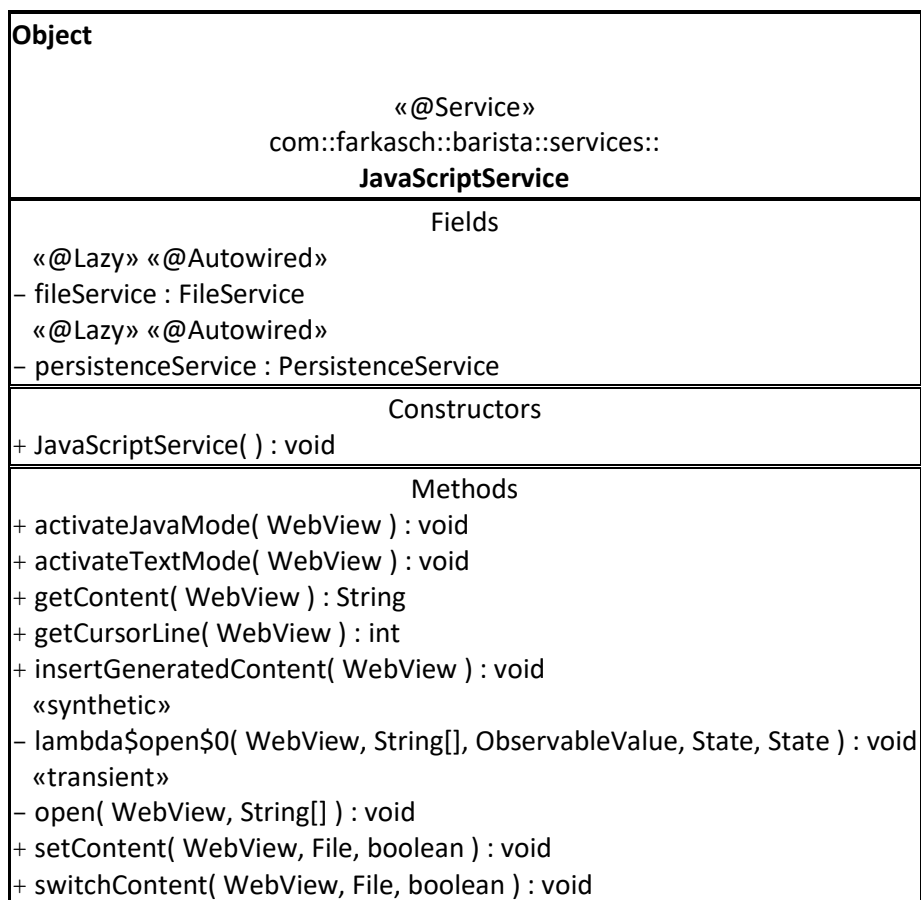 Object
«@Service»
com::farkasch::barista::services::
JavaScriptService
Fields
«@Lazy» «@Autowired»
- fileService : FileService
«@Lazy» «@Autowired»
- persistenceService : PersistenceService
Constructors
+ JavaScriptService( ) : void
Methods
+ activateJavaMode( WebView ) : void
+ activateTextMode( WebView ) : void
+ getContent( WebView ) : String
+ getCursorLine( WebView ) : int
+ insertGeneratedContent( WebView ) : void
«synthetic»
- lambda$open$0( WebView, String[], ObservableValue, State, State ) : void
«transient»
- open( WebView, String[] ) : void
+ setContent( WebView, File, boolean ) : void
+ switchContent( WebView, File, boolean ) : void